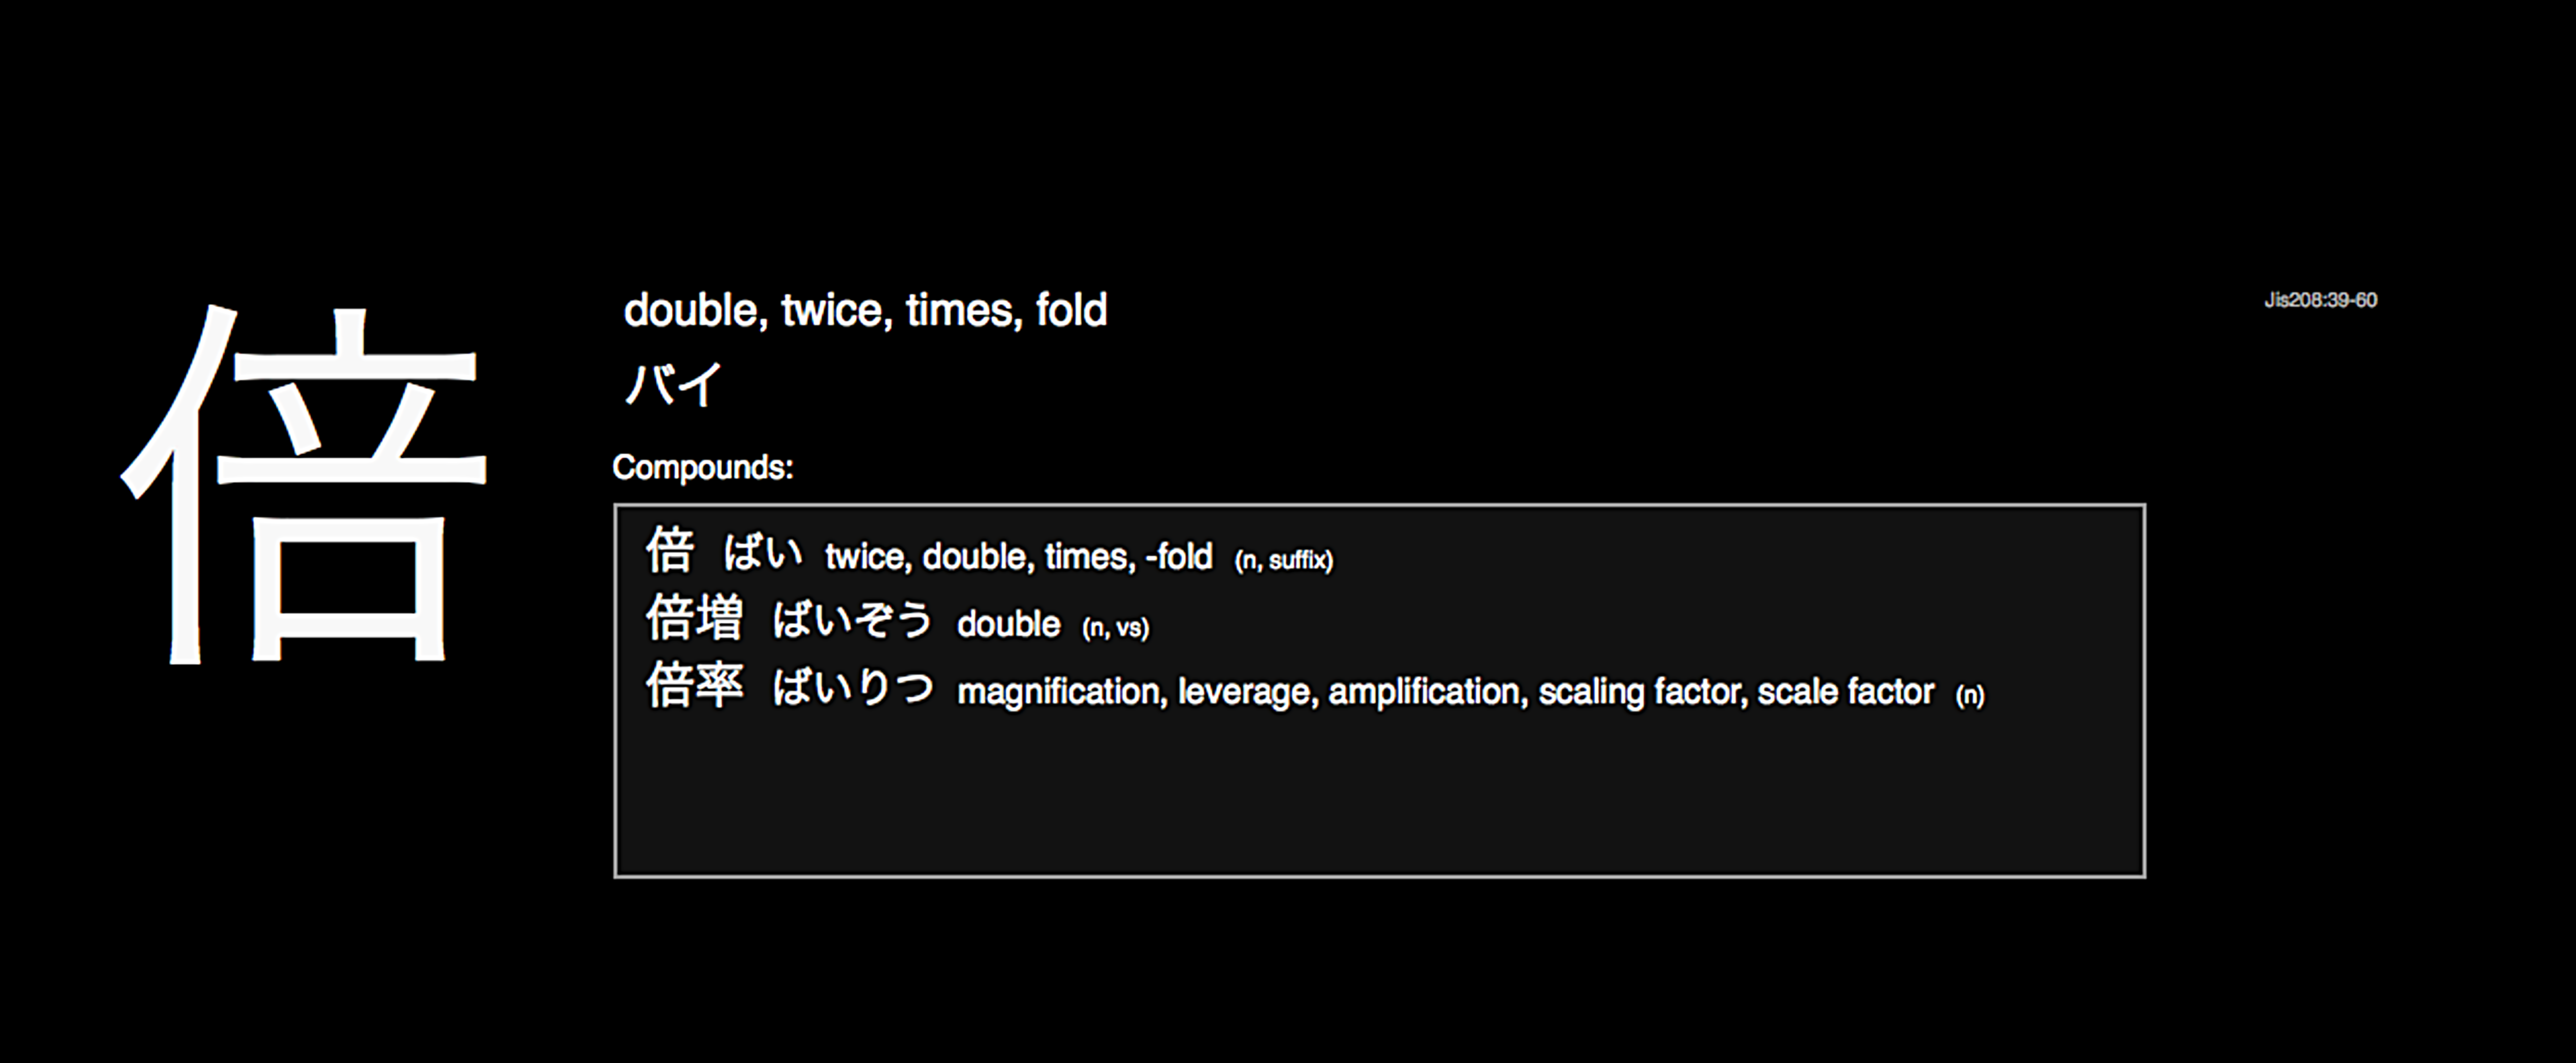 倍
double, twice, times, fold
Jis208:39-60
バイ
Compounds:
倍 ばい twice, double, times, -fold (n, suffix)
倍増 ばいぞう double (n, vs)
倍率 ばいりつ magnification, leverage, amplification, scaling factor, scale factor (n)